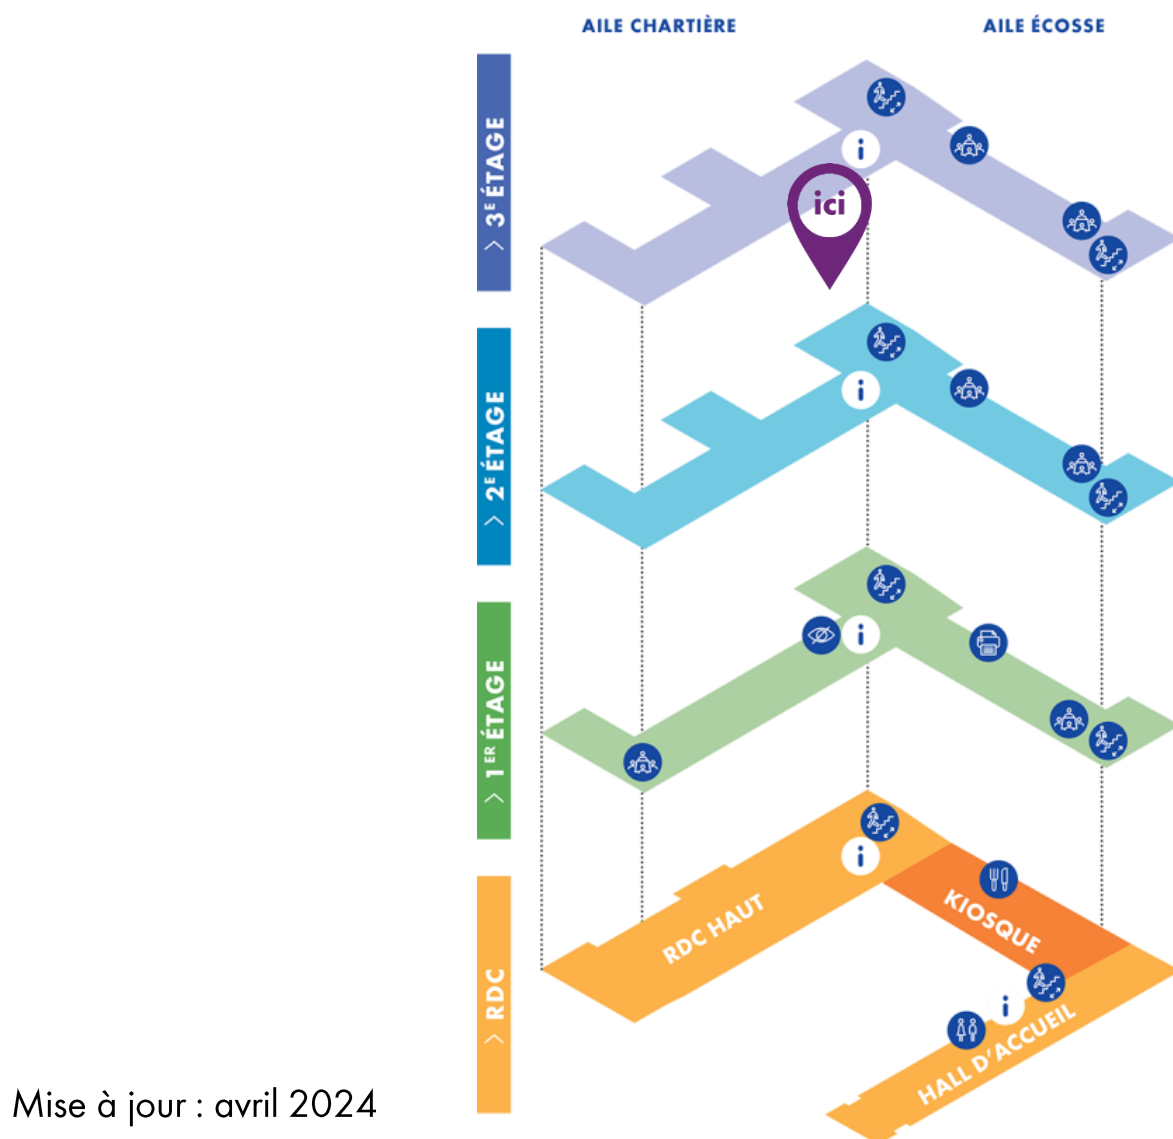 AILE CHARTIÈRE
AILE ÉCOSSE
> 3E ÉTAGE
i
ici
> 2E ÉTAGE
i
> 1ER ÉTAGE
i
> RDC
i
RDC HAUT
KIOSQUE
i
HALL D'ACCUEIL
Mise à jour : avril 2024